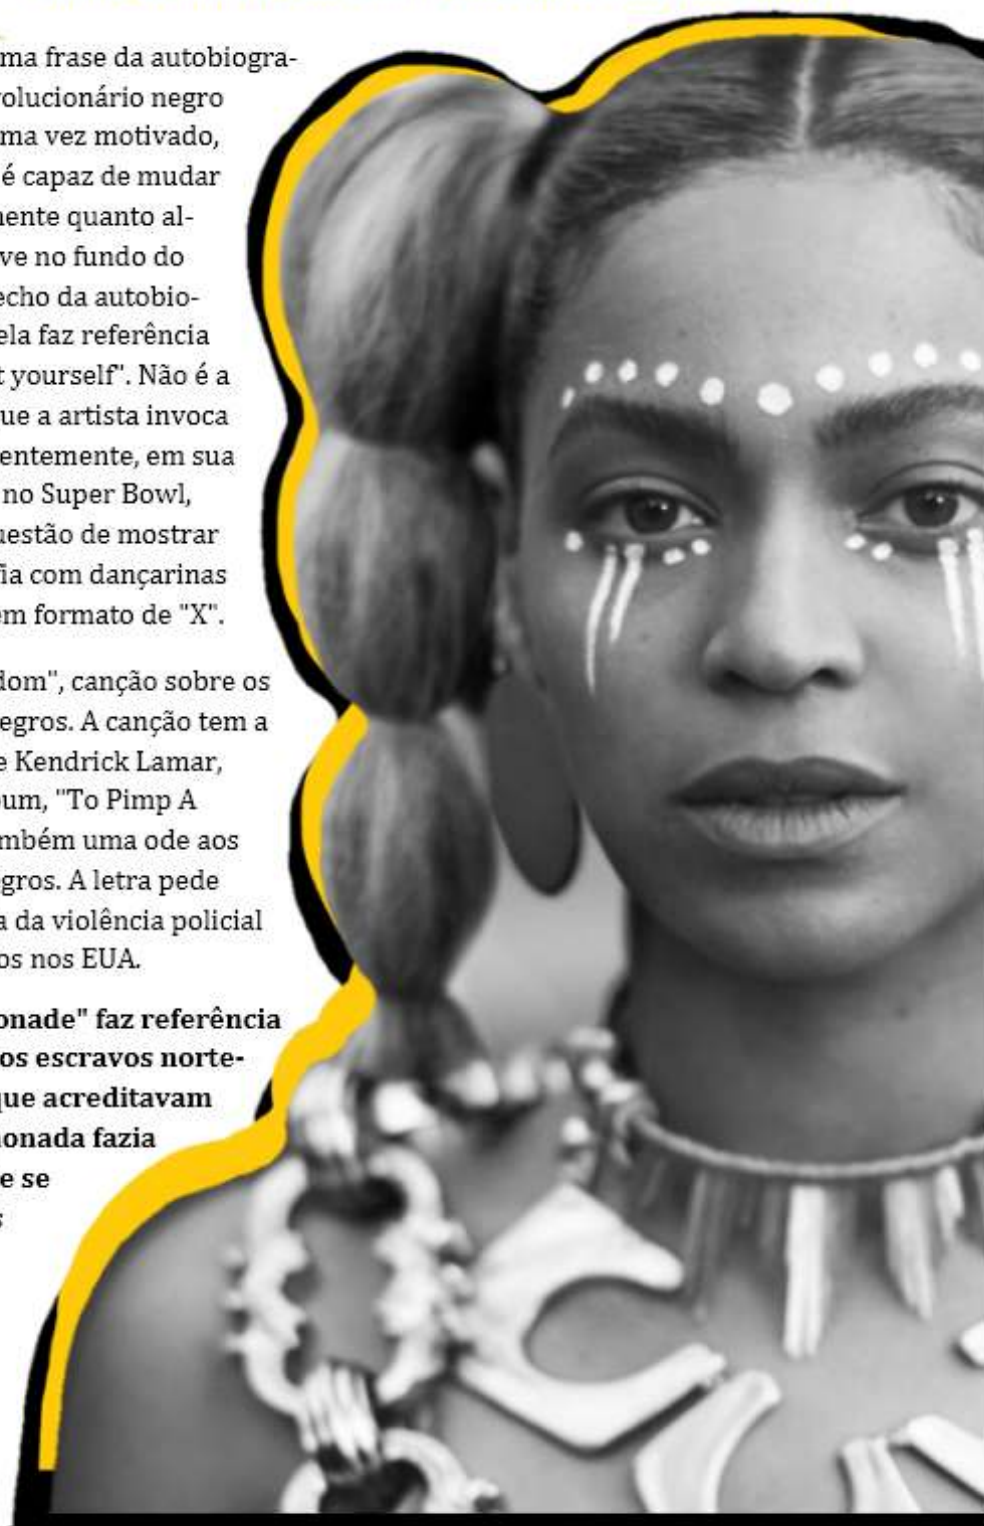 ma frase da autobiogra-
volucionário negro
ma vez motivado,
é capaz de mudar
mente quanto al-
ve no fundo do
echo da autobio-
ela faz referência
t yourself". Não é a
ue a artista invoca
entemente, em sua
no Super Bowl,
uestão de mostrar
fia com dançarinas
em formato de "X".
dom", canção sobre os
egros. A canção tem a
e Kendrick Lamar,
bum, "To Pimp A
mbém uma ode aos
gros. A letra pede
a da violência policial
os nos EUA.
onade" faz referência
os escravos norte-
que acreditavam
monada fazia
e se
s